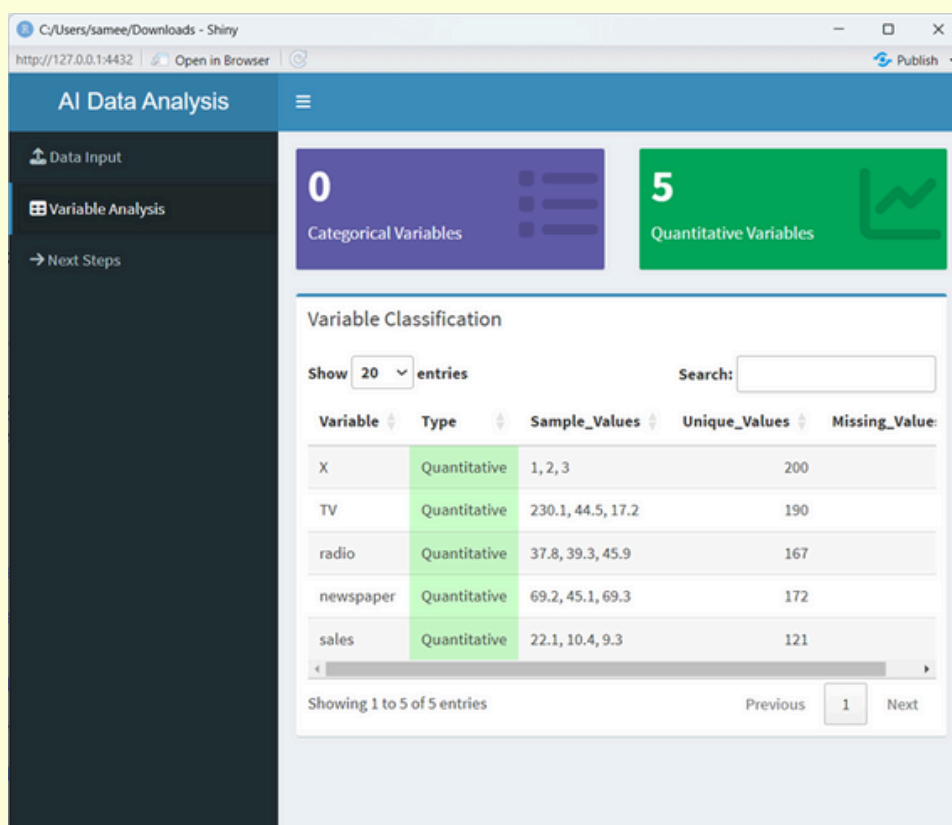 C:/Users/samee/Downloads - Shiny
http://127.0.0.1:4432 Open in Browser Publish
AI Data Analysis
Data Input
Variable Analysis
Next Steps
0
Categorical Variables
5
Quantitative Variables
Variable Classification
Show 20 entries Search:
Variable Type Sample_Values Unique_Values Missing_Value
X Quantitative 1, 2, 3 200
TV Quantitative 230.1, 44.5, 17.2 190
radio Quantitative 37.8, 39.3, 45.9 167
newspaper Quantitative 69.2, 45.1, 69.3 172
sales Quantitative 22.1, 10.4, 9.3 121
Showing 1 to 5 of 5 entries Previous 1 Next